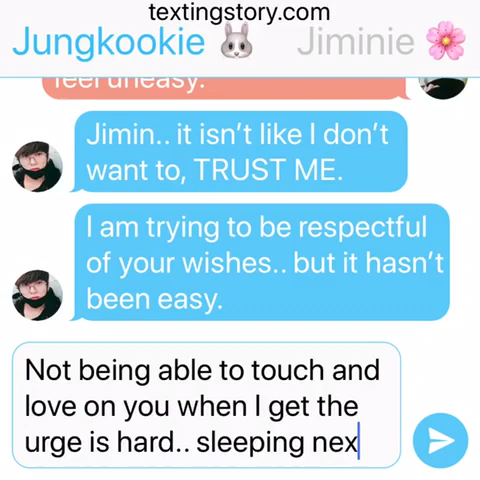 textingstory.com
Jungkookie 🐰 Jiminie 🌸
feel uneasy.
Jimin.. it isn't like I don't
want to, TRUST ME.
I am trying to be respectful
of your wishes.. but it hasn't
been easy.
Not being able to touch and
love on you when I get the
urge is hard.. sleeping nex